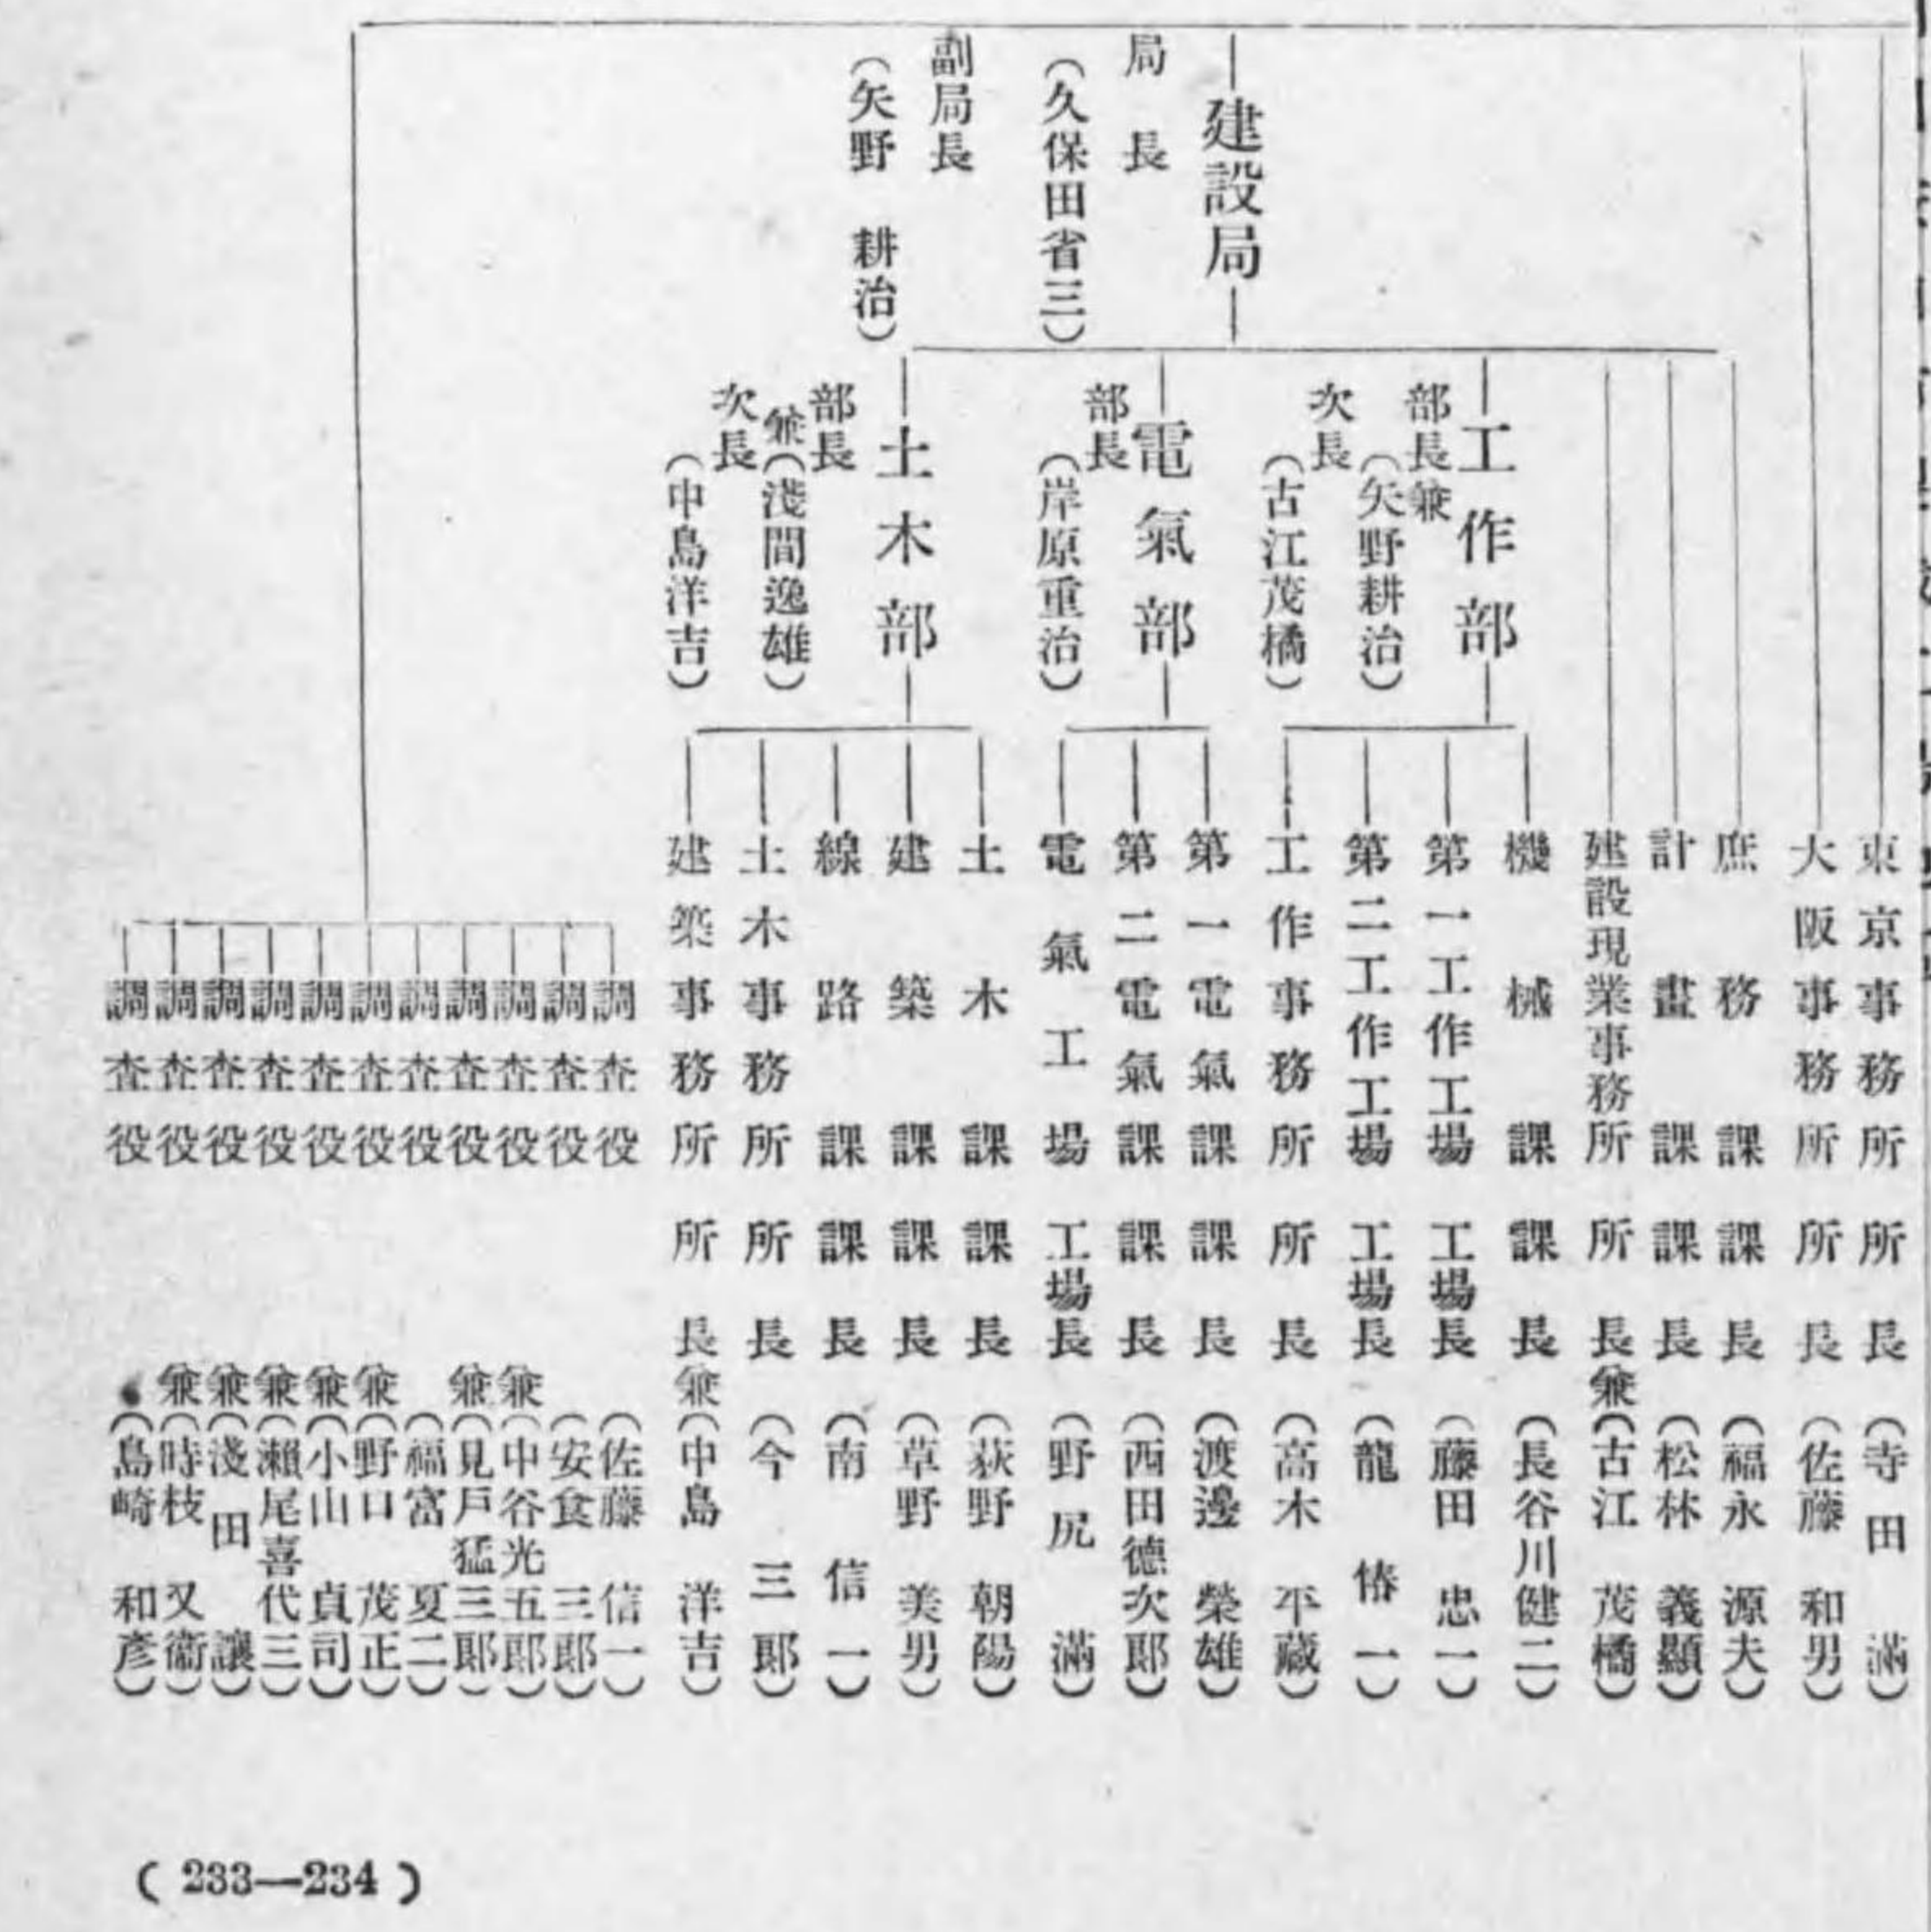 東京事務所所長(寺田滿)
大阪事務所所長(佐藤和男)
建設局
局長
(久保田省三)
副局長
(矢野耕治)
庶務課課長(福永源夫)
計畫課課長(松林義顯)
建設現業事務所所長兼(古江茂橘)
工作部
部長兼
(矢野耕治)
次長
(古江茂橘)
機械課課長(長谷川健二)
第一工作工場工場長(藤田忠一)
第二工作工場工場長(龍椿一)
工作事務所所長(高木平藏)
電氣部
部長
(岸原重治)
第一電氣課課長(渡邊榮雄)
第二電氣課課長(西田德次郎)
電氣工場工場長(野尻滿)
土木部
部長
兼(淺間逸雄)
次長
(中島洋吉)
土木課課長(荻野朝陽)
建築課課長(草野美男)
線路課課長(南信一)
土木事務所所長(今三郎)
建築事務所所長兼(中島洋吉)
調査役(佐藤信一)
調査役(安食三郎)
調査役兼(中谷光五郎)
調査役兼(見戸猛三郎)
調査役(福富夏二)
調査役兼(野口茂正)
調査役兼(小山貞司)
調査役兼(瀨尾喜代三)
調査役兼(淺田讓)
調査役兼(時枝又衞)
調査役(島崎和彥)
(233—234)